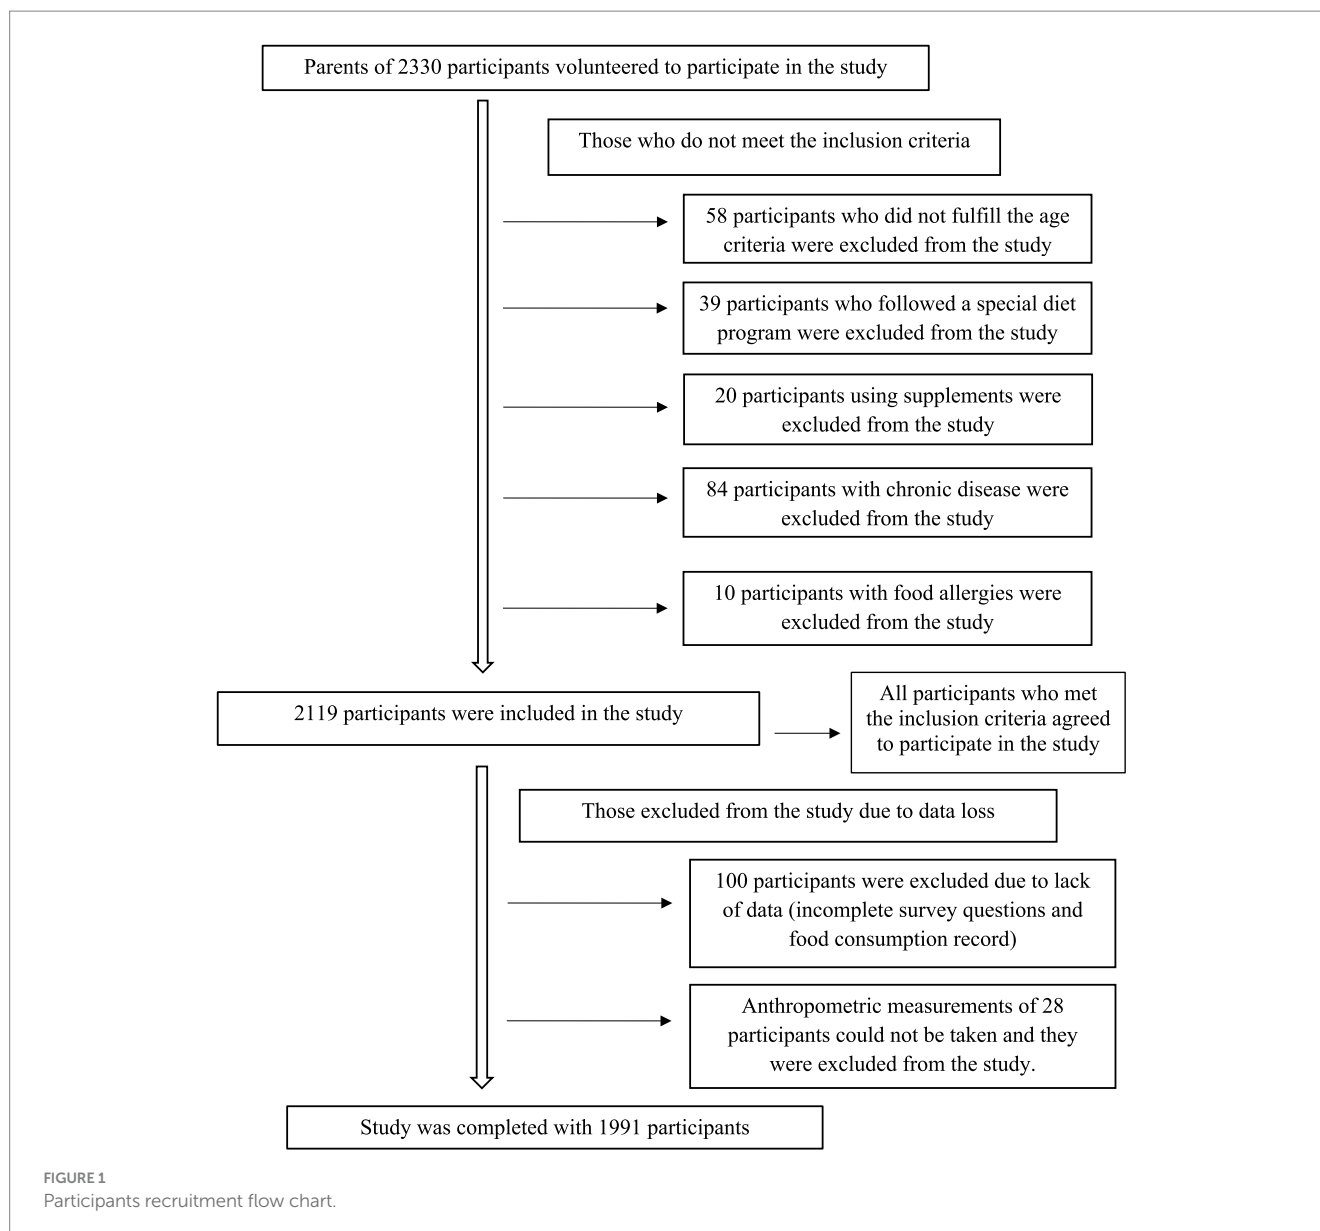 Parents of 2330 participants volunteered to participate in the study
Those who do not meet the inclusion criteria
58 participants who did not fulfill the age
criteria were excluded from the study
39 participants who followed a special diet
program were excluded from the study
20 participants using supplements were
excluded from the study
84 participants with chronic disease were
excluded from the study
10 participants with food allergies were
excluded from the study
2119 participants were included in the study
All participants who met
the inclusion criteria agreed
to participate in the study
Those excluded from the study due to data loss
100 participants were excluded due to lack
of data (incomplete survey questions and
food consumption record)
Anthropometric measurements of 28
participants could not be taken and they
were excluded from the study.
Study was completed with 1991 participants
FIGURE 1
Participants recruitment flow chart.